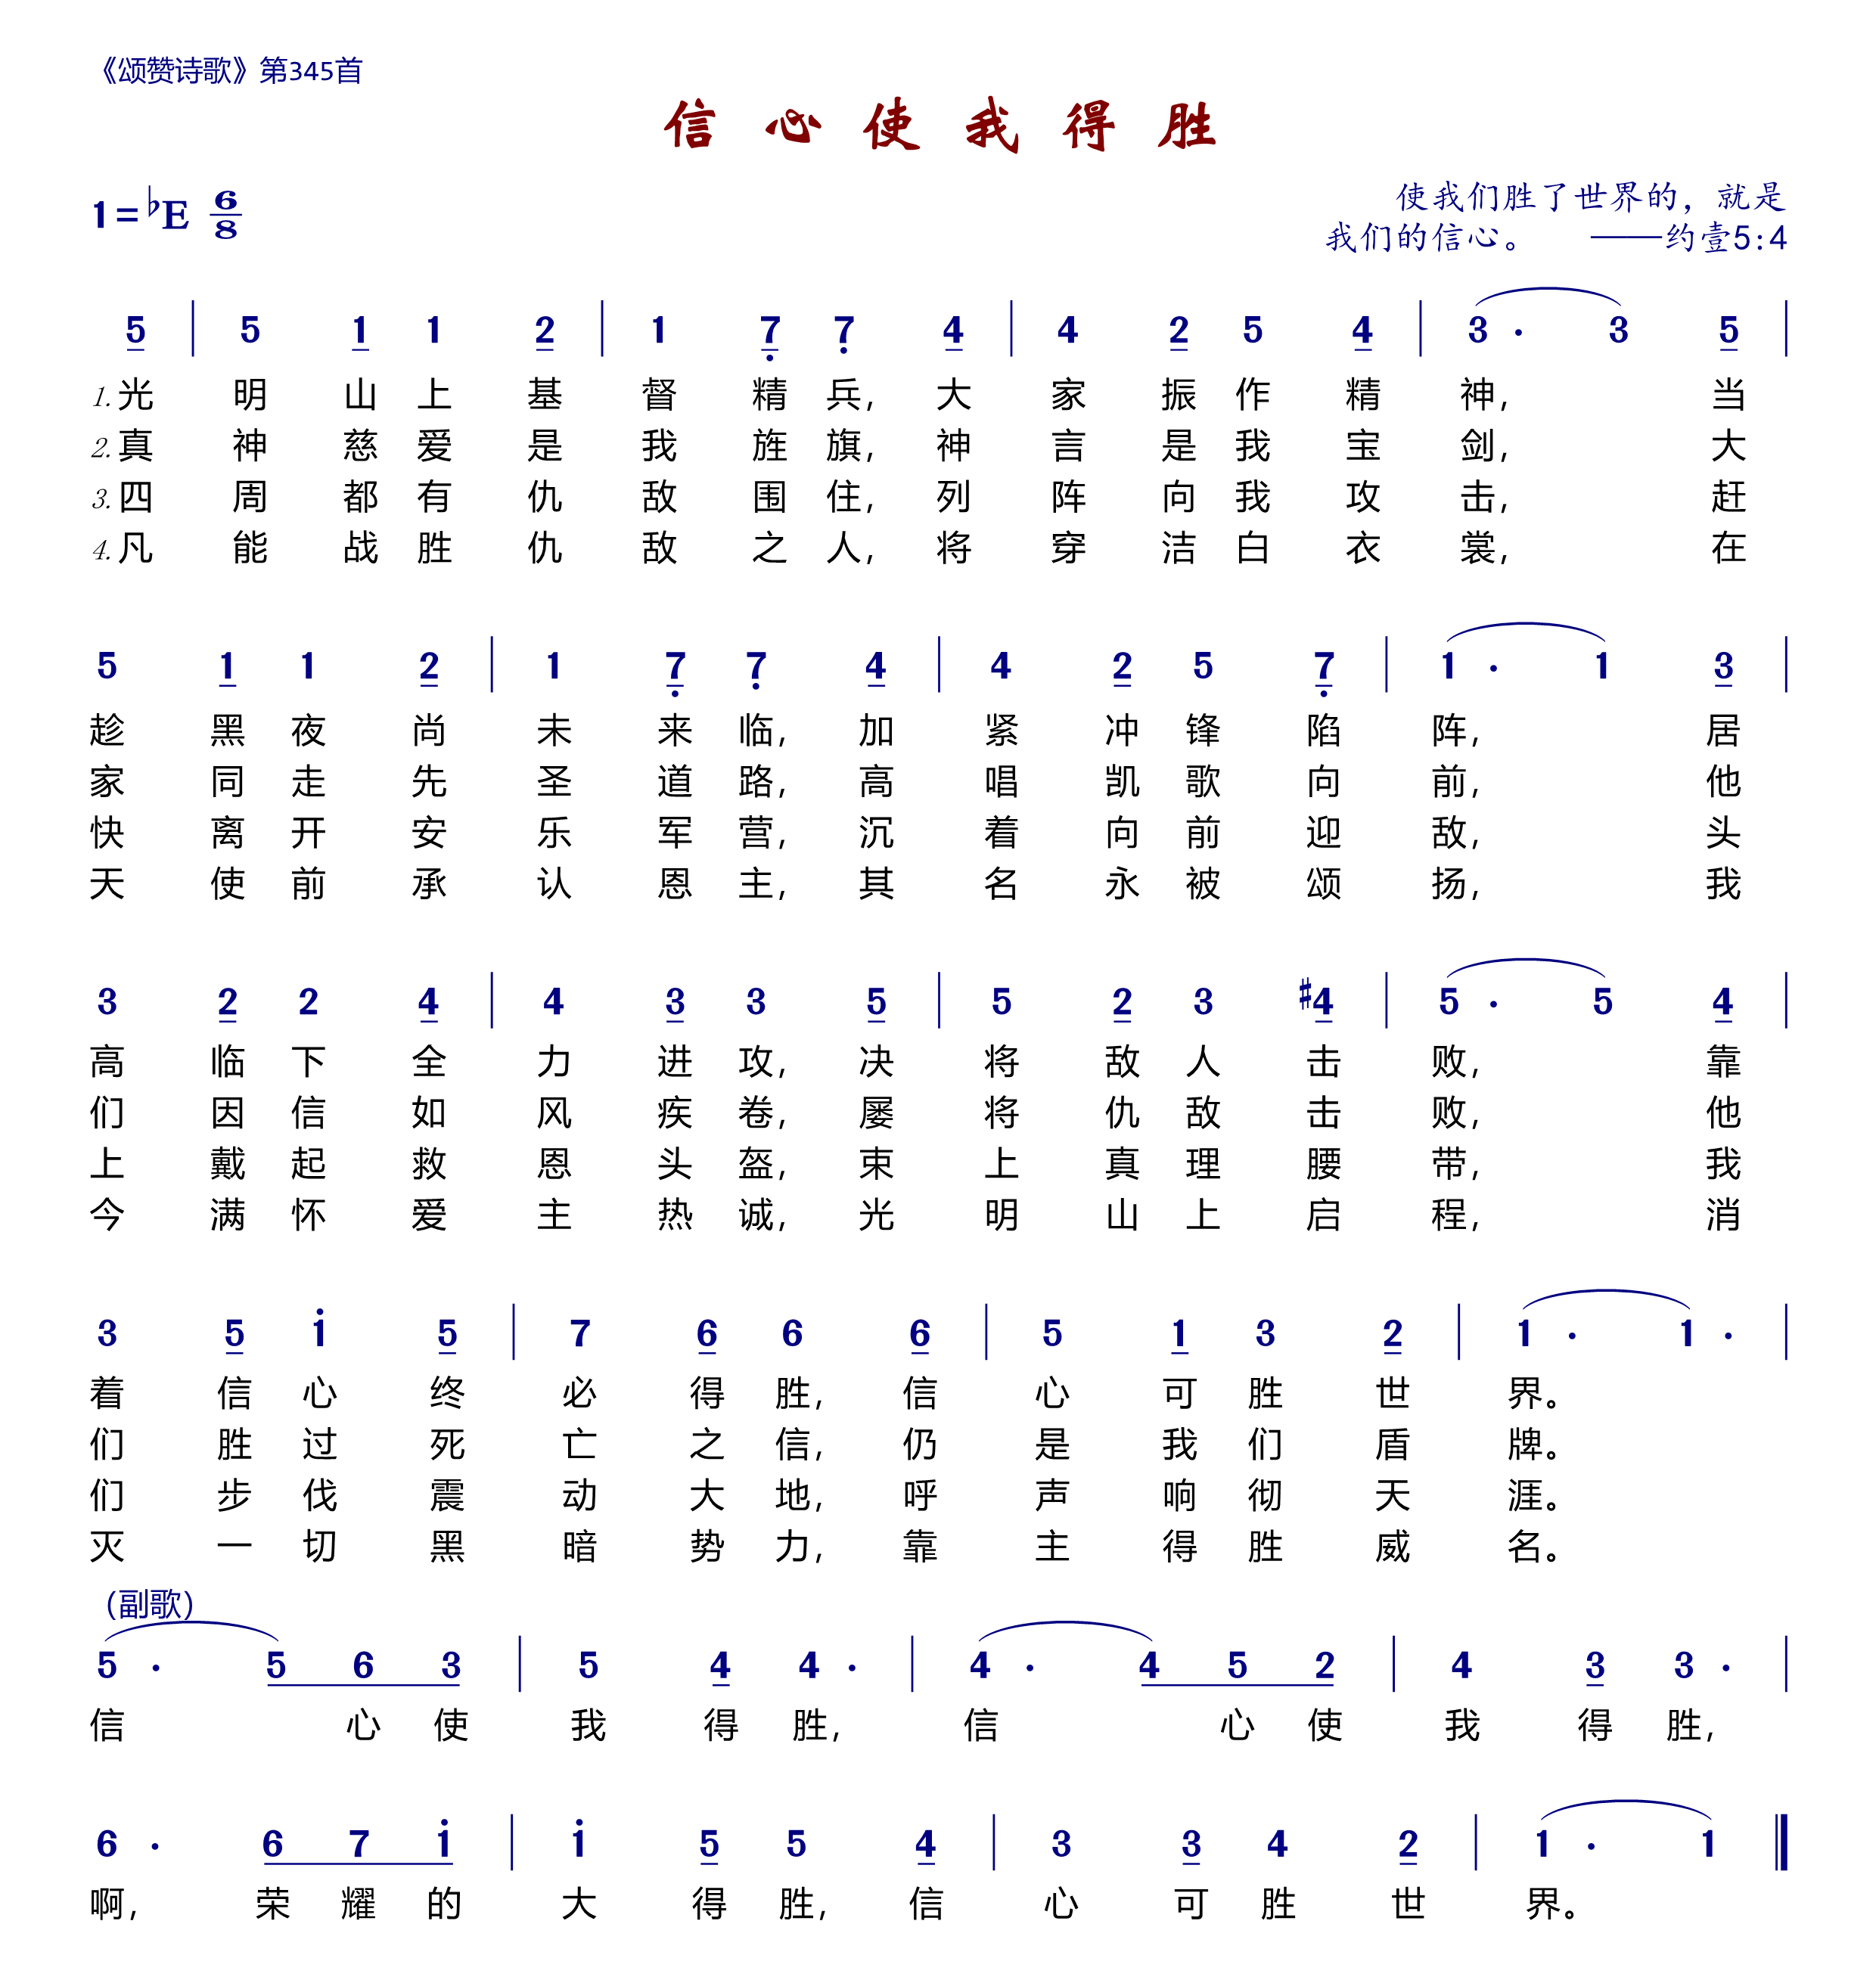 《颂赞诗歌》第345首
信心使我得胜
1=♭E 6/8
使我们胜了世界的，就是
我们的信心。 ——约壹5:4
5 | 5 1 1 2 | 1 7 7 4 | 4 2 5 4 | 3 · 3 5 |
1.光明山上基督精兵，大家振作精神，当
2.真神慈爱是我旌旗，神言是我宝剑，大
3.四周都有仇敌围住，列阵向我攻击，赶
4.凡能战胜仇敌之人，将穿洁白衣裳，在
5 1 1 2 | 1 7 7 4 | 4 2 5 7 | 1 · 1 3 |
趁黑夜尚未来临，加紧冲锋陷阵，居
家同走先圣道路，高唱凯歌向前，他
快离开安乐军营，沉着向前迎敌，头
天使前承认恩主，其名永被颂扬，我
3 2 2 4 | 4 3 3 5 | 5 2 3 #4 | 5 · 5 4 |
高临下全力进攻，决将敌人击败，靠
们因信如风疾卷，屡将仇敌击败，他
上戴起救恩头盔，束上真理腰带，我
今满怀爱主热诚，光明山上启程，消
3 5 1 5 | 7 6 6 6 | 5 1 3 2 | 1 · 1 · |
着信心终必得胜，信心可胜世界。
们胜过死亡之信，仍是我们盾牌。
们步伐震动大地，呼声响彻天涯。
灭一切黑暗势力，靠主得胜威名。
（副歌）
5 · 5 6 3 | 5 4 4 · | 4 · 4 5 2 | 4 3 3 · |
信心使我得胜，信心使我得胜，
6 · 6 7 1 | 1 5 5 4 | 3 3 4 2 | 1 · 1 ‖
啊，荣耀的大得胜，信心可胜世界。